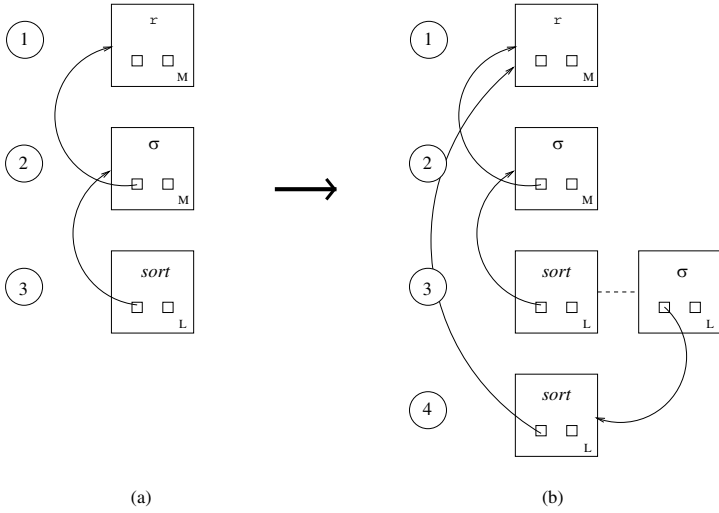 1 r M 1 r M
2 σ M 2 σ M
3 sort L 3 sort L σ L
4 sort L
(a) (b)